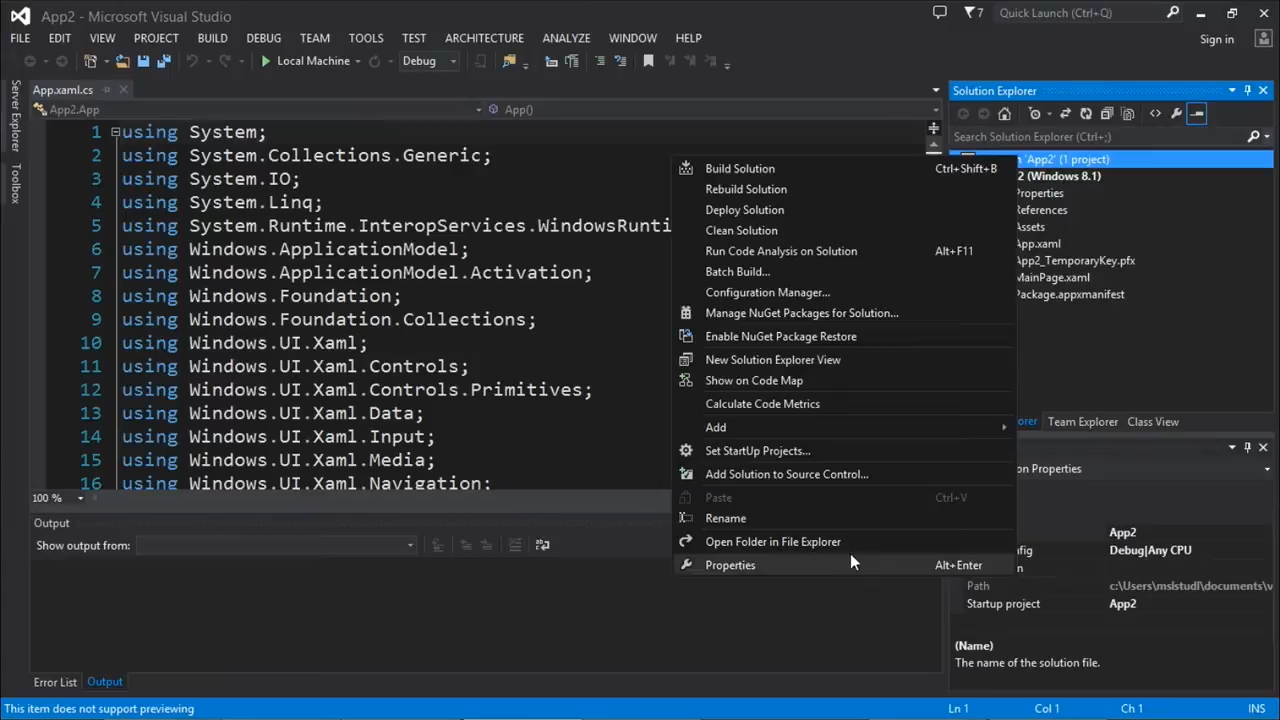 App2 - Microsoft Visual Studio
7
Quick Launch (Ctrl+Q)
FILE EDIT VIEW PROJECT BUILD DEBUG TEAM TOOLS TEST ARCHITECTURE ANALYZE WINDOW HELP
Sign in
Local Machine
Debug
Server Explorer
Toolbox
App.xaml.cs
App2.App
App()
1 using System;
2 using System.Collections.Generic;
3 using System.IO;
4 using System.Linq;
5 using System.Runtime.InteropServices.WindowsRunti
6 using Windows.ApplicationModel;
7 using Windows.ApplicationModel.Activation;
8 using Windows.Foundation;
9 using Windows.Foundation.Collections;
10 using Windows.UI.Xaml;
11 using Windows.UI.Xaml.Controls;
12 using Windows.UI.Xaml.Controls.Primitives;
13 using Windows.UI.Xaml.Data;
14 using Windows.UI.Xaml.Input;
15 using Windows.UI.Xaml.Media;
16 using Windows.UI.Xaml.Navigation;
100 %
Output
Show output from:
Error List
Output
Build Solution Ctrl+Shift+B
Rebuild Solution
Deploy Solution
Clean Solution
Run Code Analysis on Solution Alt+F11
Batch Build...
Configuration Manager...
Manage NuGet Packages for Solution...
Enable NuGet Package Restore
New Solution Explorer View
Show on Code Map
Calculate Code Metrics
Add
Set StartUp Projects...
Add Solution to Source Control...
Paste Ctrl+V
Rename
Open Folder in File Explorer
Properties Alt+Enter
Solution Explorer
Search Solution Explorer (Ctrl+;)
'App2' (1 project)
2 (Windows 8.1)
Properties
References
Assets
App.xaml
App2_TemporaryKey.pfx
MainPage.xaml
Package.appxmanifest
orer Team Explorer Class View
on Properties
App2
nfig Debug|Any CPU
on
Path c:\Users\mslstudl\documents\v
Startup project App2
(Name)
The name of the solution file.
This item does not support previewing
Ln 1
Col 1
Ch 1
INS